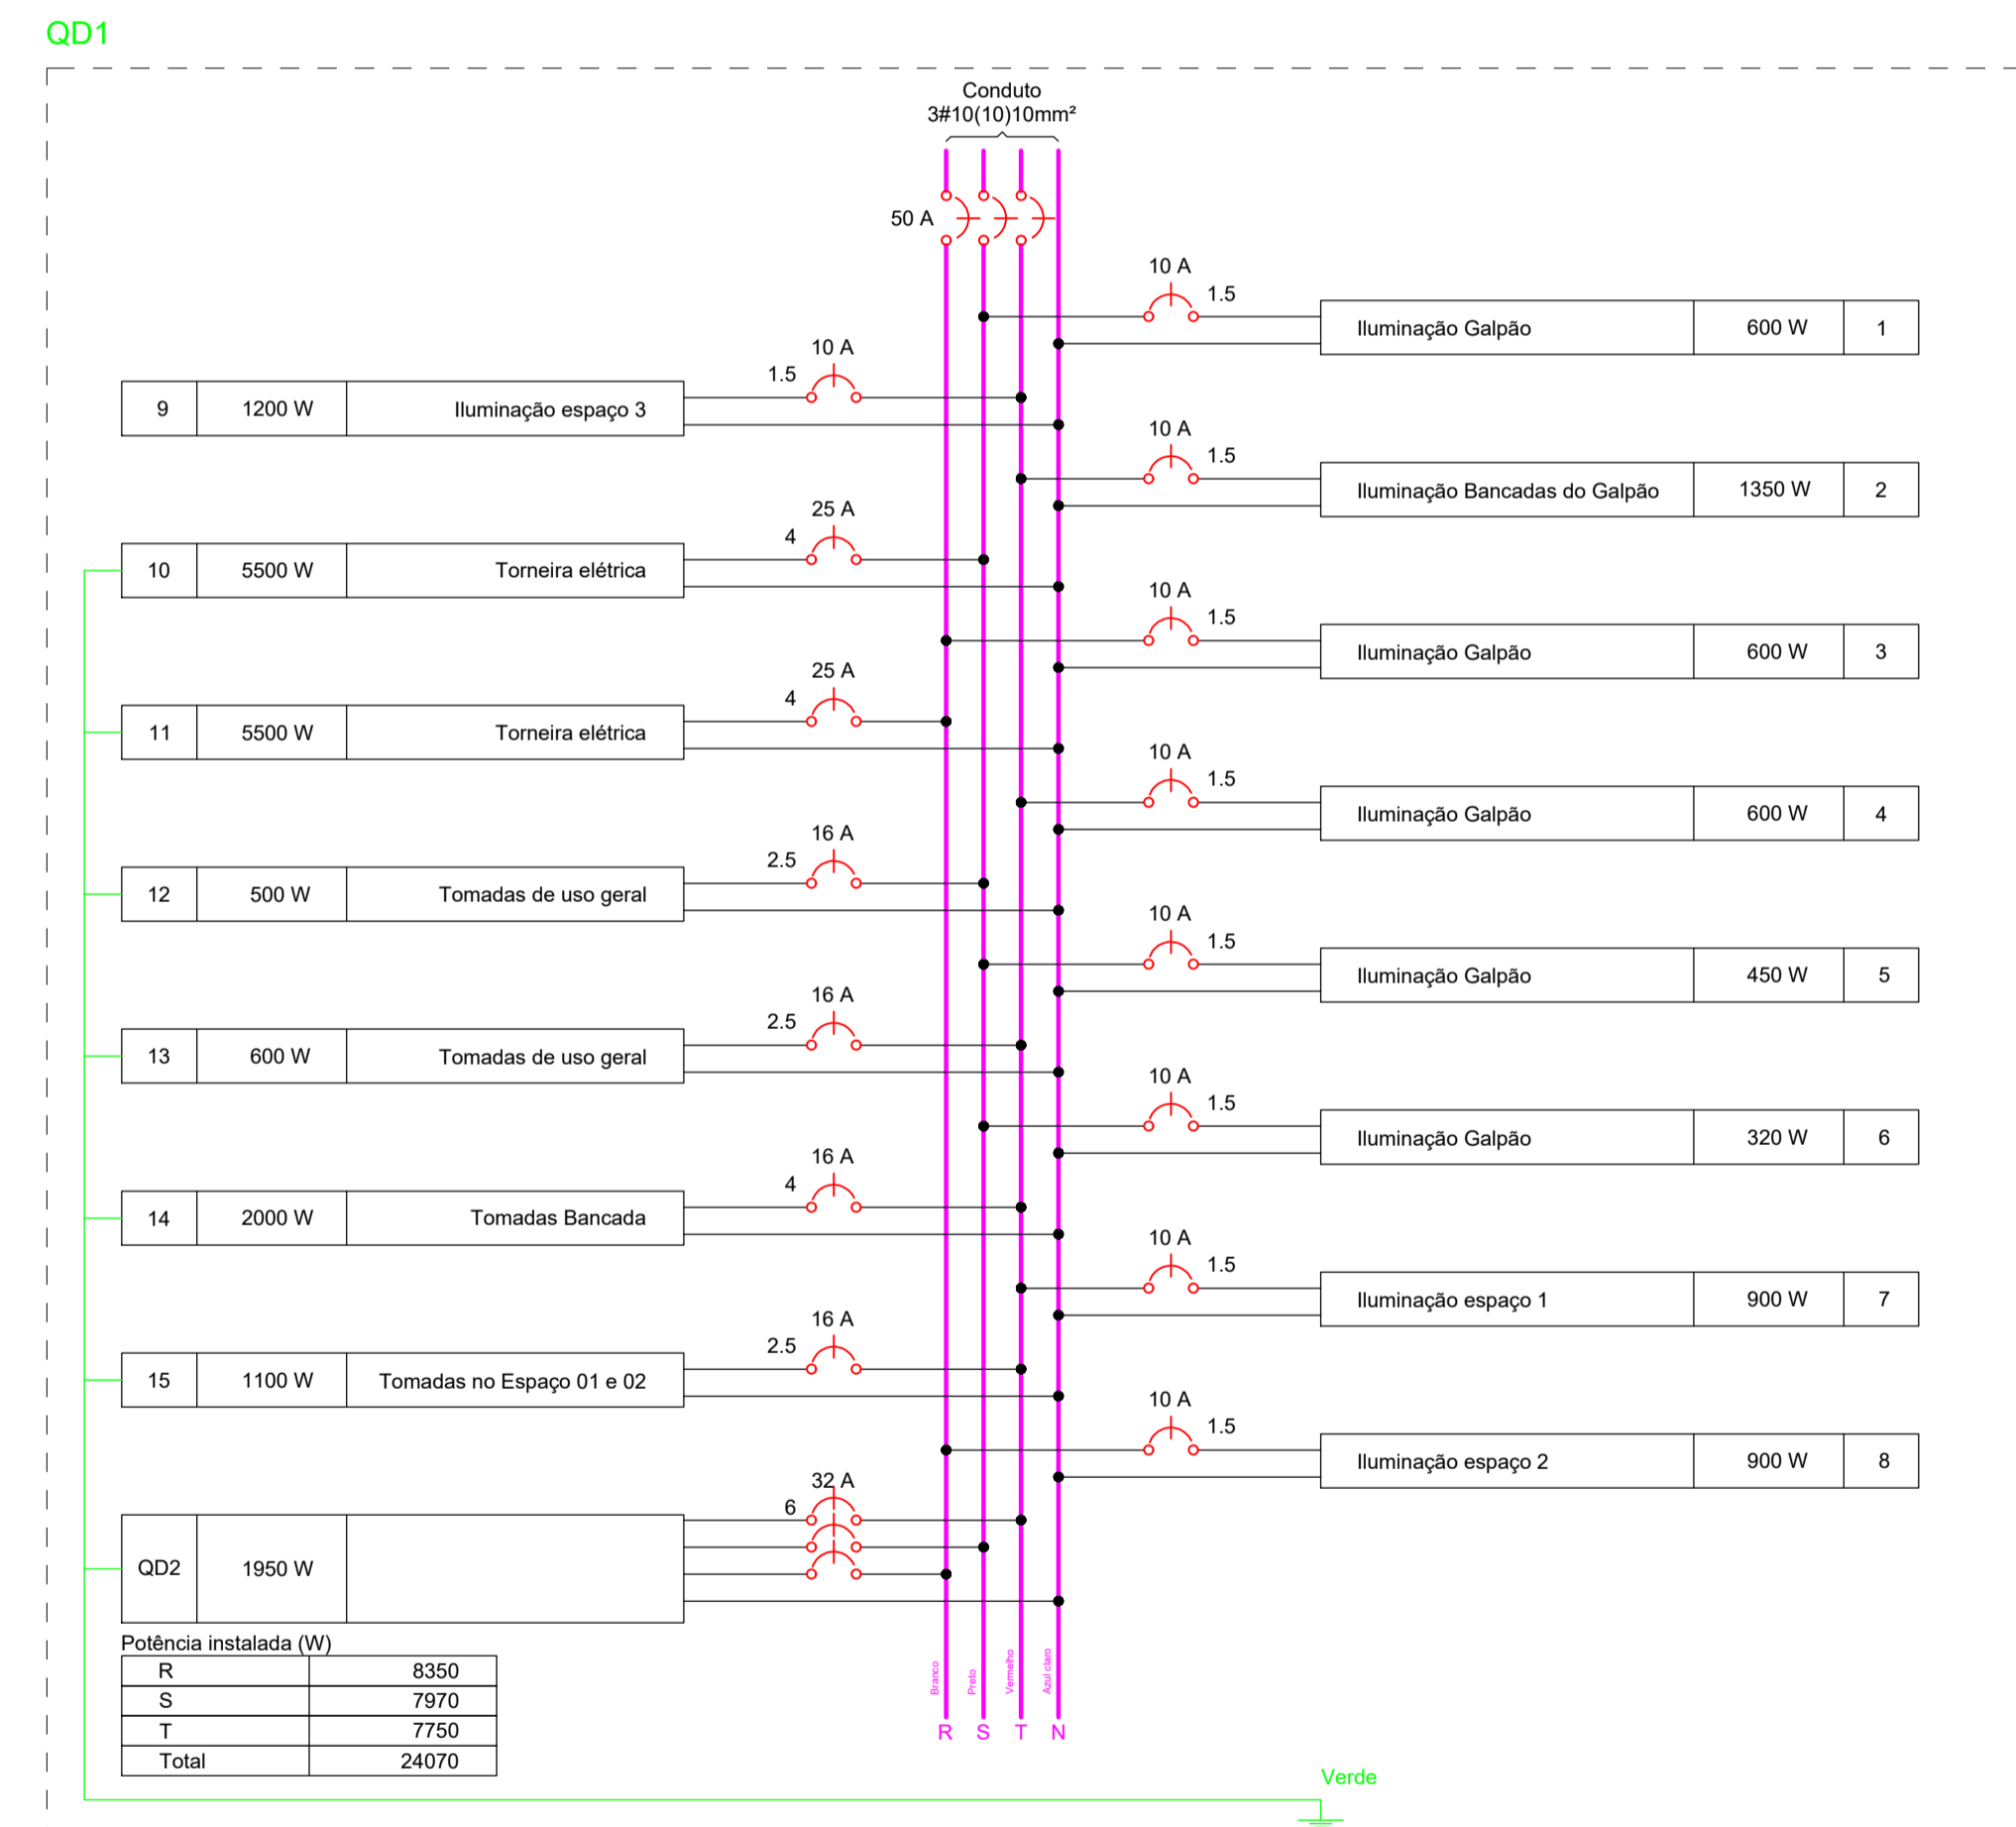 QD1
Conduto
3#10(10)10mm²
50 A
10 A
1.5
Iluminação Galpão 600 W 1
10 A
1.5
9 1200 W Iluminação espaço 3
10 A
1.5
Iluminação Bancadas do Galpão 1350 W 2
25 A
4
10 5500 W Torneira elétrica
10 A
1.5
Iluminação Galpão 600 W 3
25 A
4
11 5500 W Torneira elétrica
10 A
1.5
Iluminação Galpão 600 W 4
16 A
2.5
12 500 W Tomadas de uso geral
10 A
1.5
Iluminação Galpão 450 W 5
16 A
2.5
13 600 W Tomadas de uso geral
10 A
1.5
Iluminação Galpão 320 W 6
16 A
4
14 2000 W Tomadas Bancada
10 A
1.5
Iluminação espaço 1 900 W 7
16 A
2.5
15 1100 W Tomadas no Espaço 01 e 02
10 A
1.5
Iluminação espaço 2 900 W 8
32 A
6
QD2 1950 W
Potência instalada (W)
R 8350
S 7970
T 7750
Total 24070
Branco
Preto
Vermelho
Azul claro
R S T N
Verde